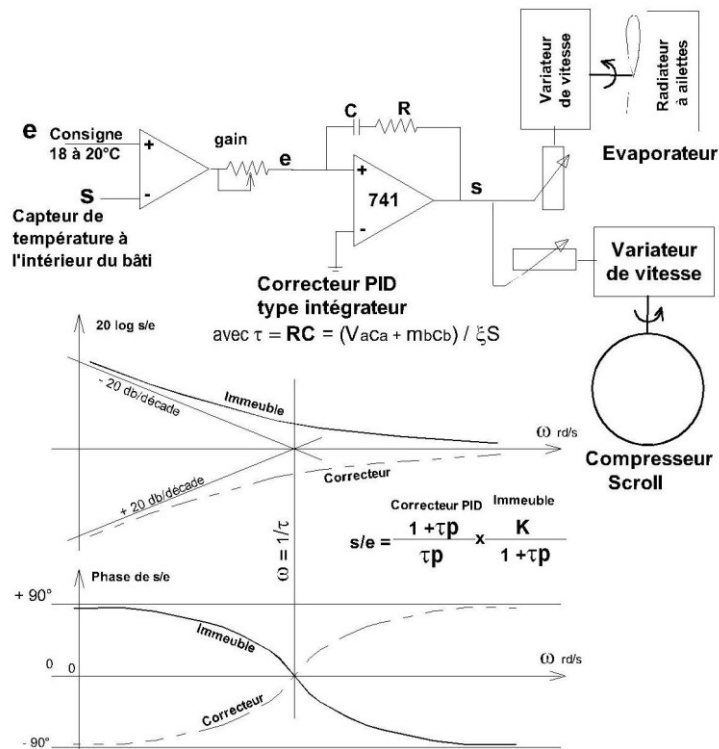 Variateur
de vitesse
Radiateur
à ailettes
Evaporateur
e Consigne
18 à 20°C
+
gain
e
C
R
+
741
-
s
S
-
Capteur de
température à
l'intérieur du bâti
Variateur
de vitesse
Correcteur PID
type intégrateur
avec τ = RC = (Vaca + mbcb) / ξS
Compresseur
Scroll
20 log s/e
- 20 db/décade
Immeuble
ω rd/s
+ 20 db/décade
Correcteur
ω = 1/τ
Correcteur PID Immeuble
s/e = 1 + τp / τp x K / 1 + τp
Phase de s/e
+ 90°
Immeuble
0 0
ω rd/s
Correcteur
- 90°